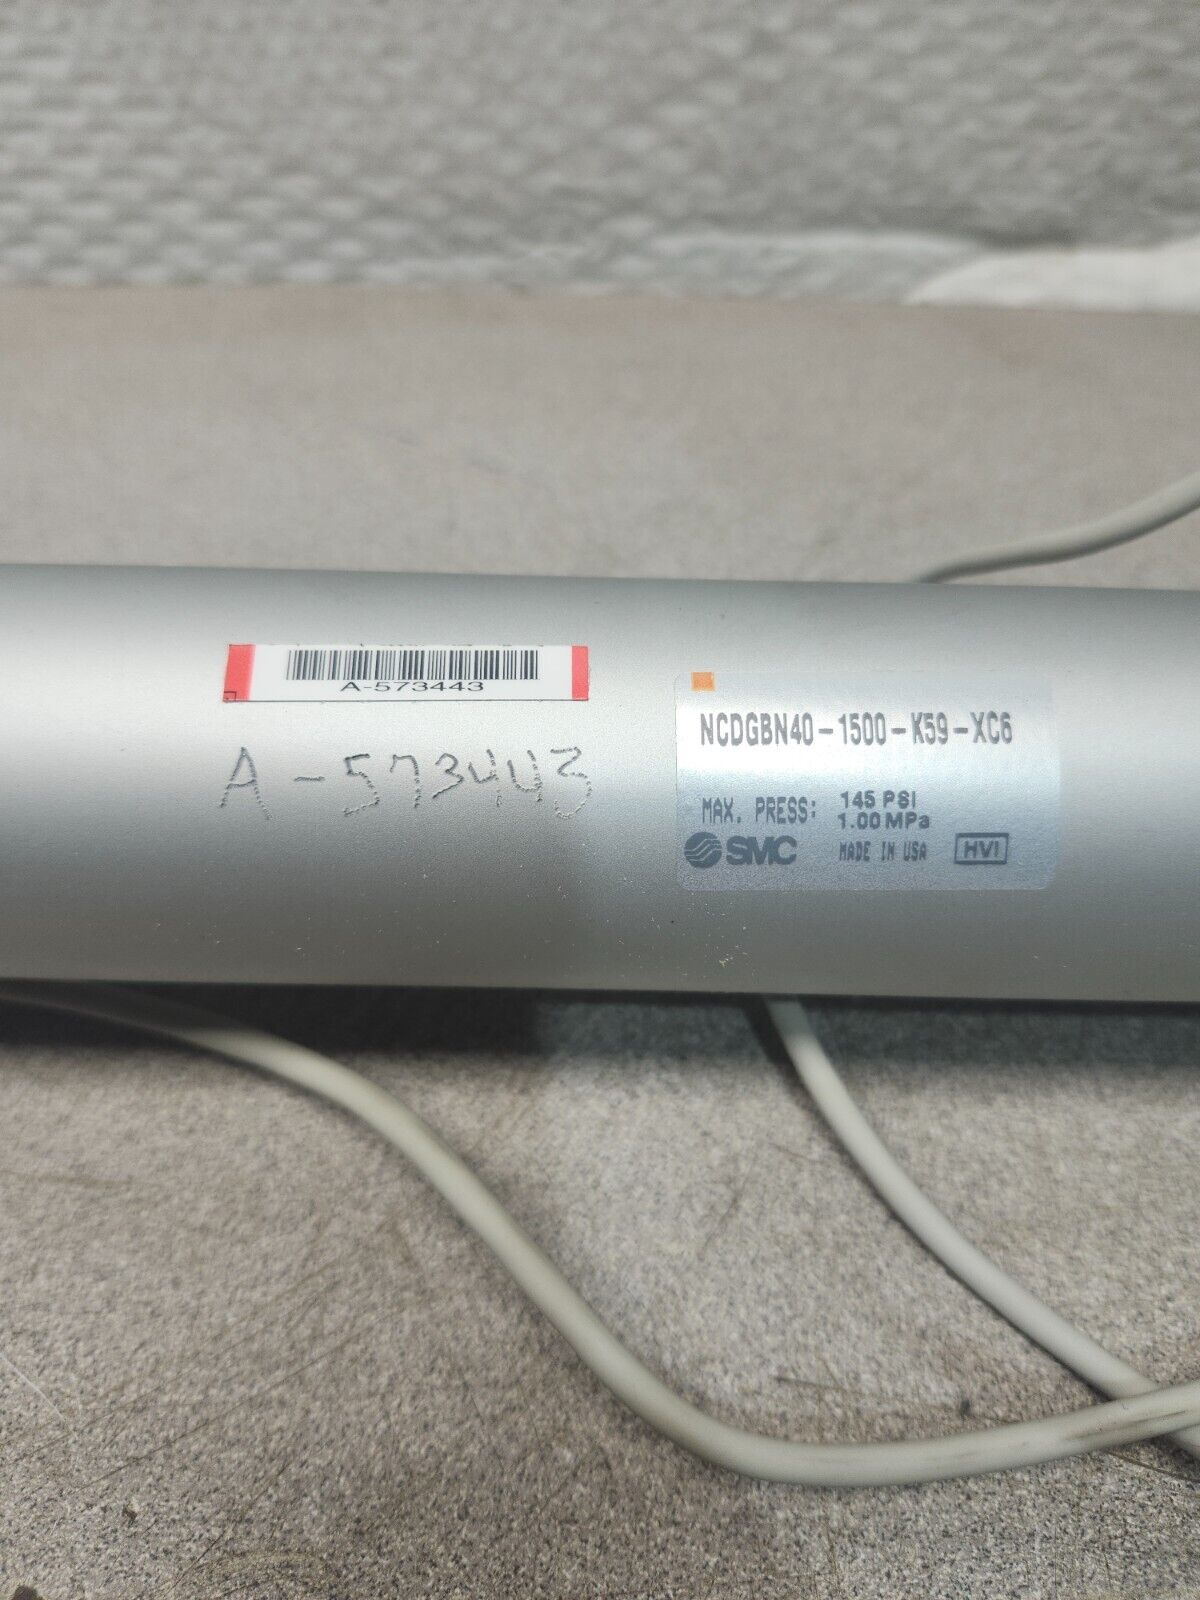 A-573443
A-573443
NCDGBN40-1500-K59-XC6
MAX. PRESS: 145 PSI
1.00 MPa
SMC MADE IN USA HVI